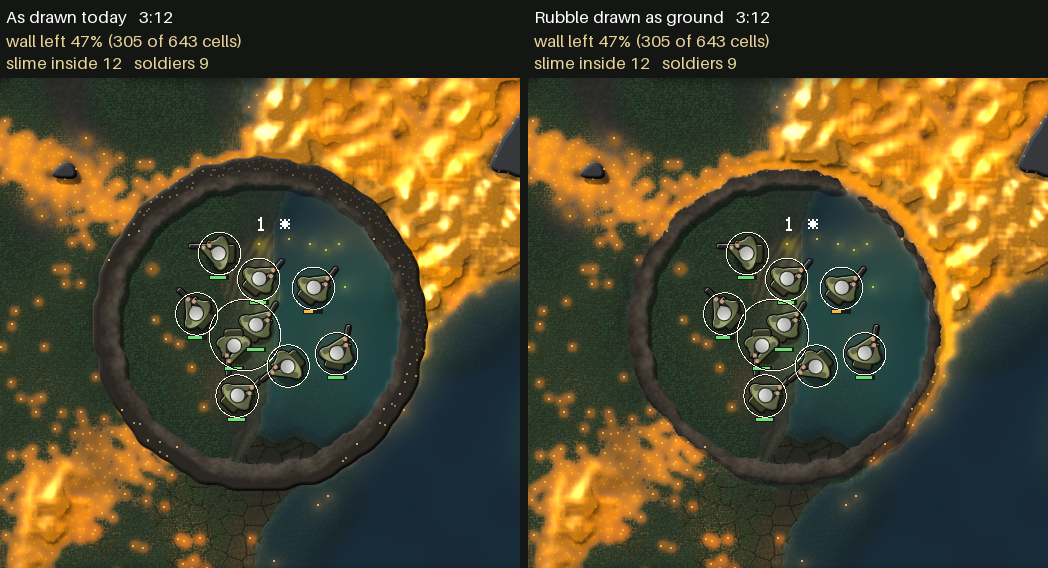 As drawn today 3:12
wall left 47% (305 of 643 cells)
slime inside 12 soldiers 9
1
Rubble drawn as ground 3:12
wall left 47% (305 of 643 cells)
slime inside 12 soldiers 9
1